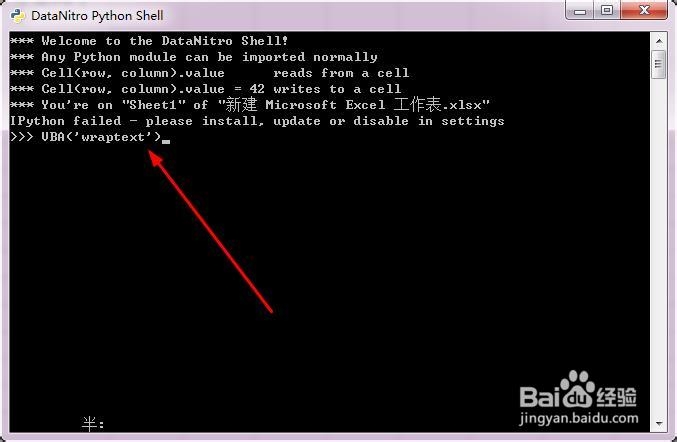 DataNitro Python Shell
*** Welcome to the DataNitro Shell!
*** Any Python module can be imported normally
*** Cell(row, column).value      reads from a cell
*** Cell(row, column).value = 42 writes to a cell
*** You're on "Sheet1" of "新建 Microsoft Excel 工作表.xlsx"
IPython failed - please install, update or disable in settings
>>> VBA('wraptext')_
半:
Bai du 经验
jingyan.baidu.com